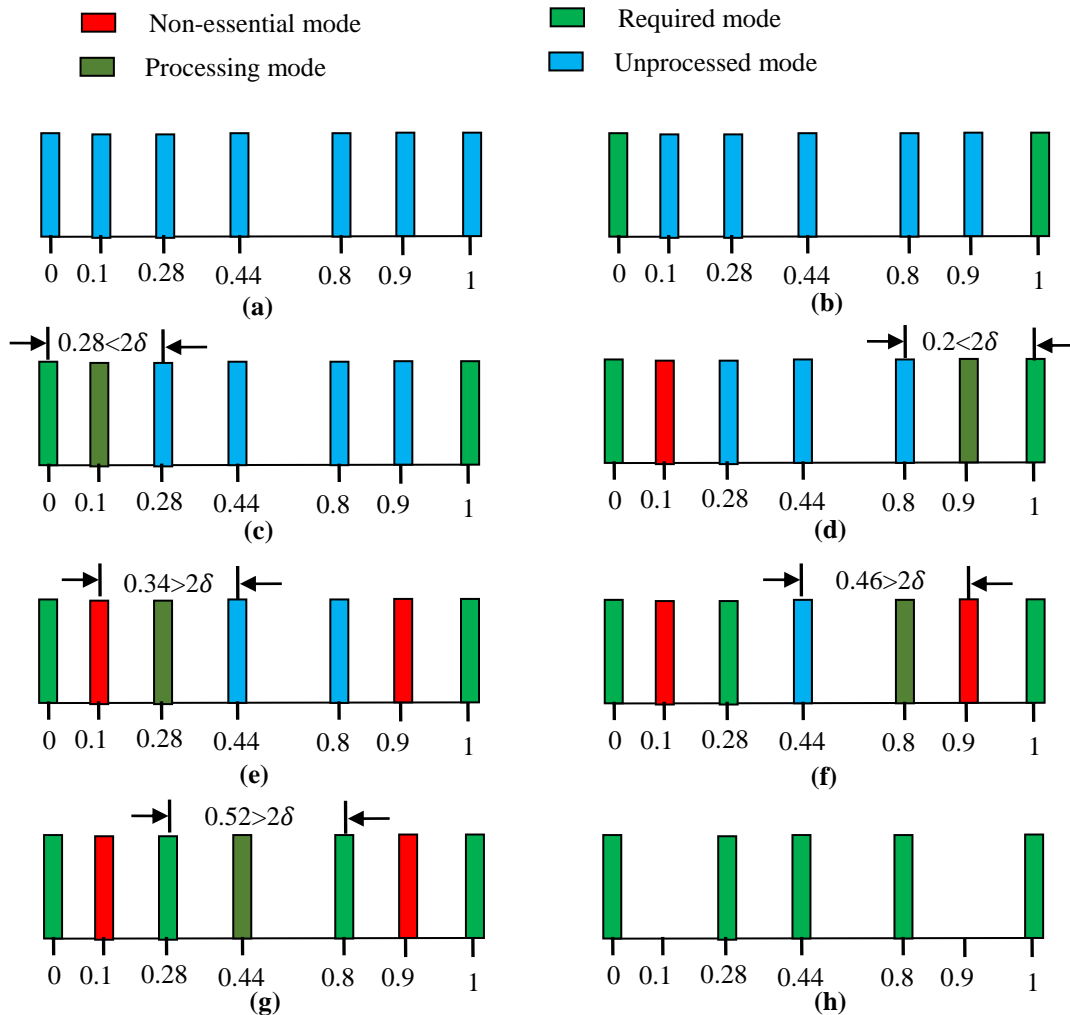 Non-essential mode
Required mode
Processing mode
Unprocessed mode
0 0.1 0.28 0.44 0.8 0.9 1
(a)
0 0.1 0.28 0.44 0.8 0.9 1
(b)
0.28<2δ
0 0.1 0.28 0.44 0.8 0.9 1
(c)
0.2<2δ
0 0.1 0.28 0.44 0.8 0.9 1
(d)
0.34>2δ
0 0.1 0.28 0.44 0.8 0.9 1
(e)
0.46>2δ
0 0.1 0.28 0.44 0.8 0.9 1
(f)
0.52>2δ
0 0.1 0.28 0.44 0.8 0.9 1
(g)
0 0.1 0.28 0.44 0.8 0.9 1
(h)